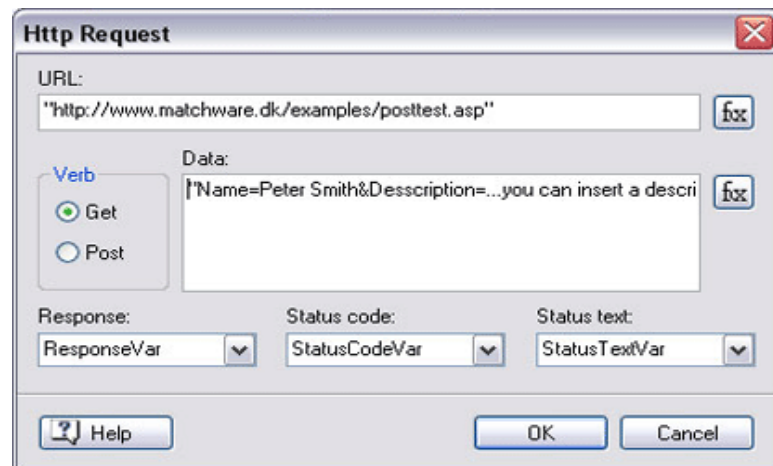 Http Request
URL:
"http://www.matchware.dk/examples/posttest.asp"
fx
Verb
Get
Post
Data:
"Name=Peter Smith&Desscription=...you can insert a descri
fx
Response:
Status code:
Status text:
ResponseVar
StatusCodeVar
StatusTextVar
Help
OK
Cancel